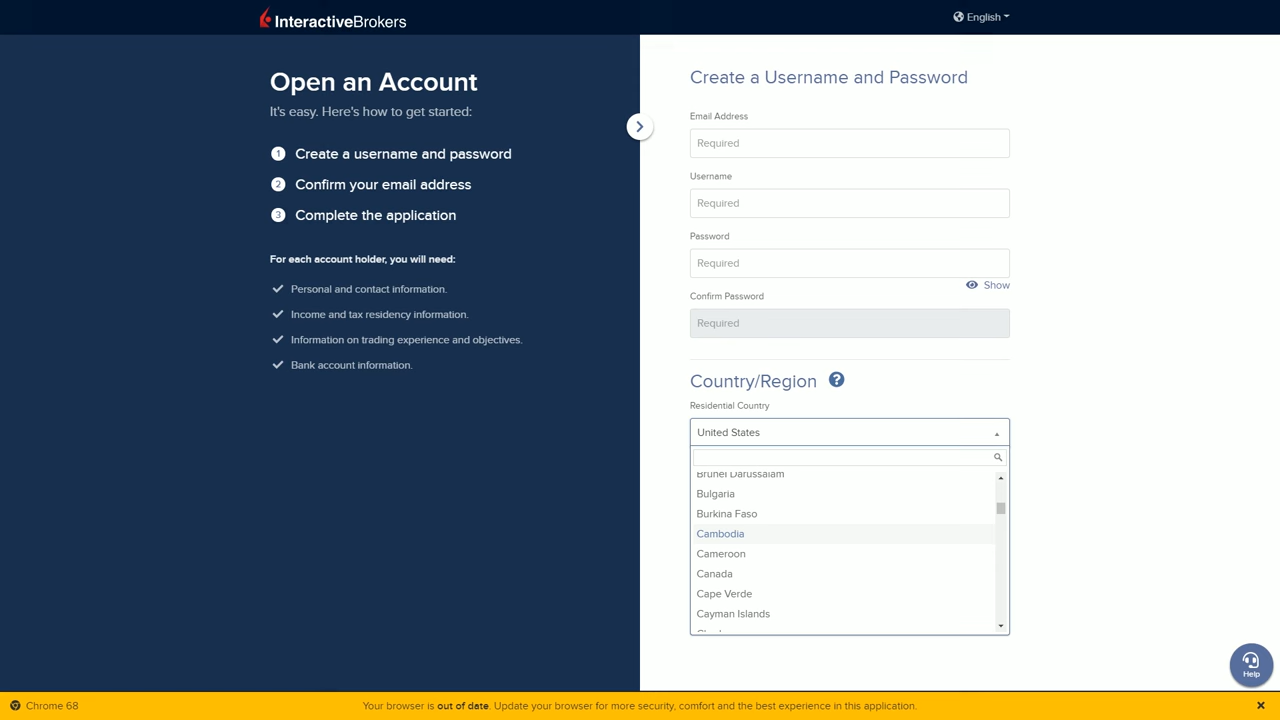 InteractiveBrokers
English
Open an Account
It's easy. Here's how to get started:
1 Create a username and password
2 Confirm your email address
3 Complete the application
For each account holder, you will need:
Personal and contact information.
Income and tax residency information.
Information on trading experience and objectives.
Bank account information.
Create a Username and Password
Email Address
Required
Username
Required
Password
Required
Show
Confirm Password
Required
Country/Region ?
Residential Country
United States
Brunei Darussalam
Bulgaria
Burkina Faso
Cambodia
Cameroon
Canada
Cape Verde
Cayman Islands
Help
Chrome 68
Your browser is out of date. Update your browser for more security, comfort and the best experience in this application.